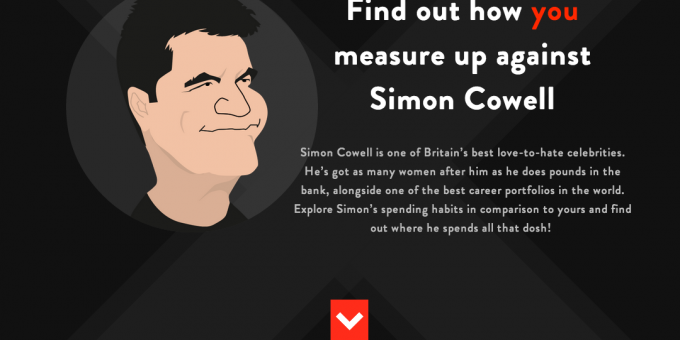 Find out how you
measure up against
Simon Cowell
Simon Cowell is one of Britain's best love-to-hate celebrities.
He's got as many women after him as he does pounds in the
bank, alongside one of the best career portfolios in the world.
Explore Simon's spending habits in comparison to yours and find
out where he spends all that dosh!